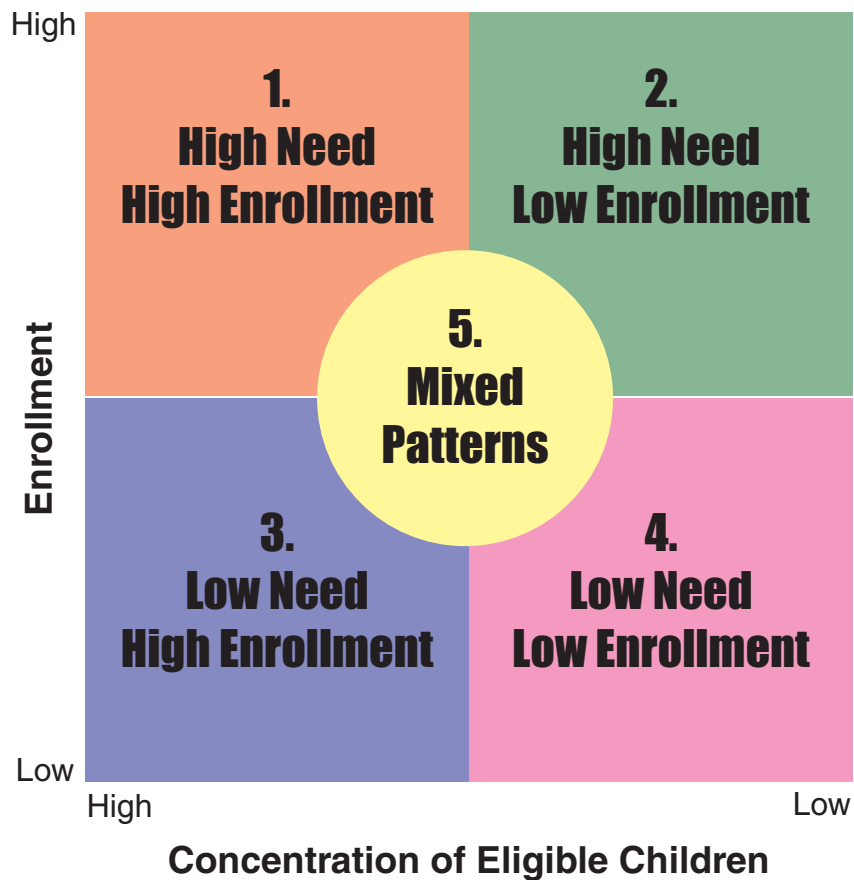 High
1.
High Need
High Enrollment
2.
High Need
Low Enrollment
5.
Mixed
Patterns
Enrollment
3.
Low Need
High Enrollment
4.
Low Need
Low Enrollment
Low
High
Low
Concentration of Eligible Children